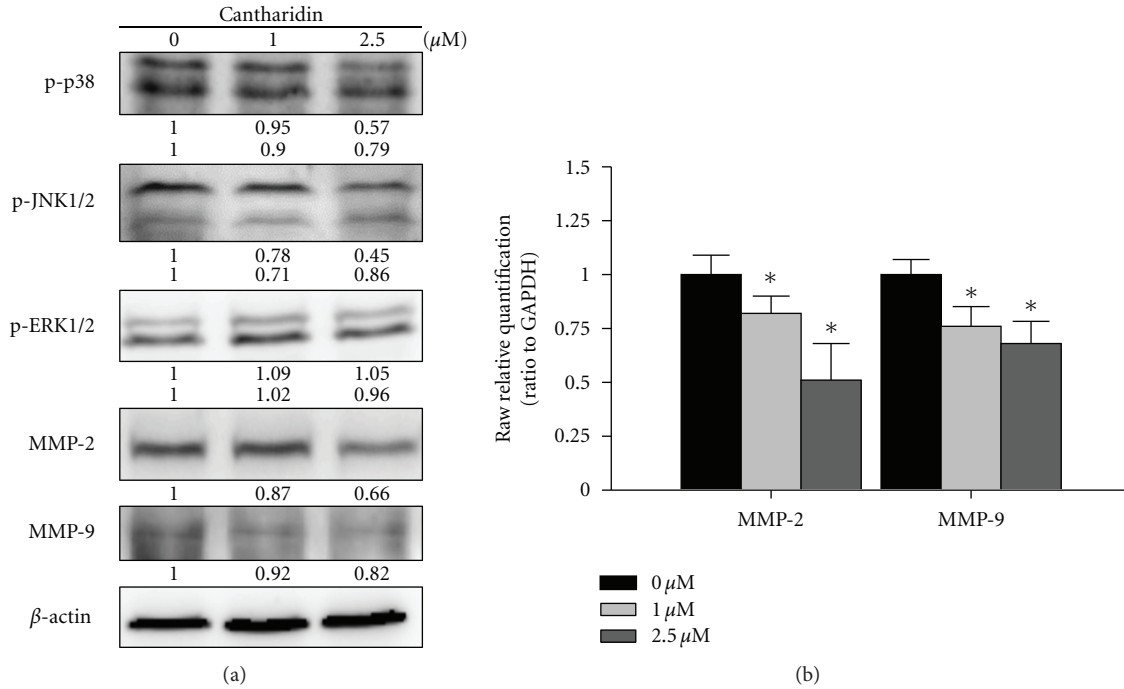 Cantharidin
0 1 2.5 (μM)
p-p38
1 0.95 0.57
1 0.9 0.79
p-JNK1/2
1 0.78 0.45
1 0.71 0.86
p-ERK1/2
1 1.09 1.05
1 1.02 0.96
MMP-2
1 0.87 0.66
MMP-9
1 0.92 0.82
β-actin
(a)
Raw relative quantification
(ratio to GAPDH)
1.5
1.25
1
0.75
0.5
0.25
0
* * * *
MMP-2 MMP-9
0 μM
1 μM
2.5 μM
(b)